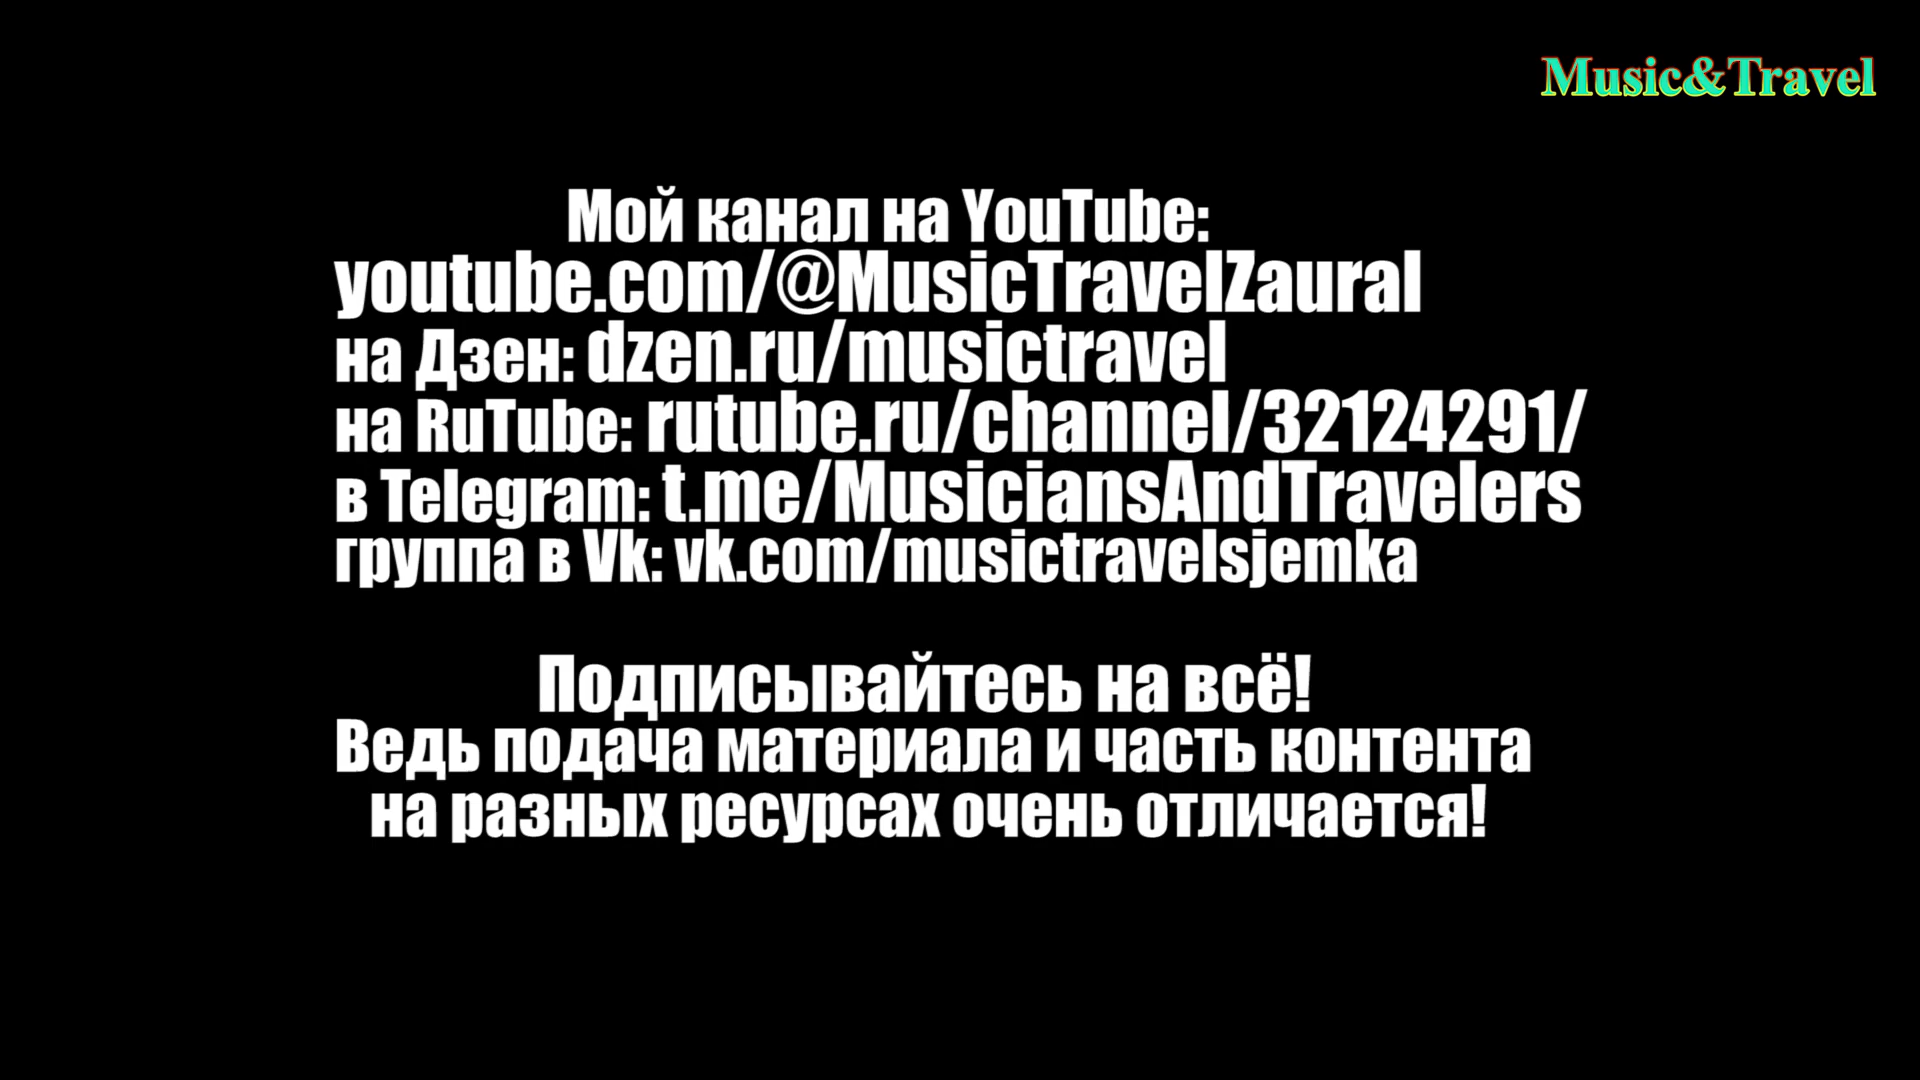 Music&Travel
Мой канал на YouTube:
youtube.com/@MusicTravelZaural
на Дзен: dzen.ru/musictravel
на RuTube: rutube.ru/channel/32124291/
в Telegram: t.me/MusiciansAndTravelers
группа в Vk: vk.com/musictravelsjemka
Подписывайтесь на всё!
Ведь подача материала и часть контента
на разных ресурсах очень отличается!